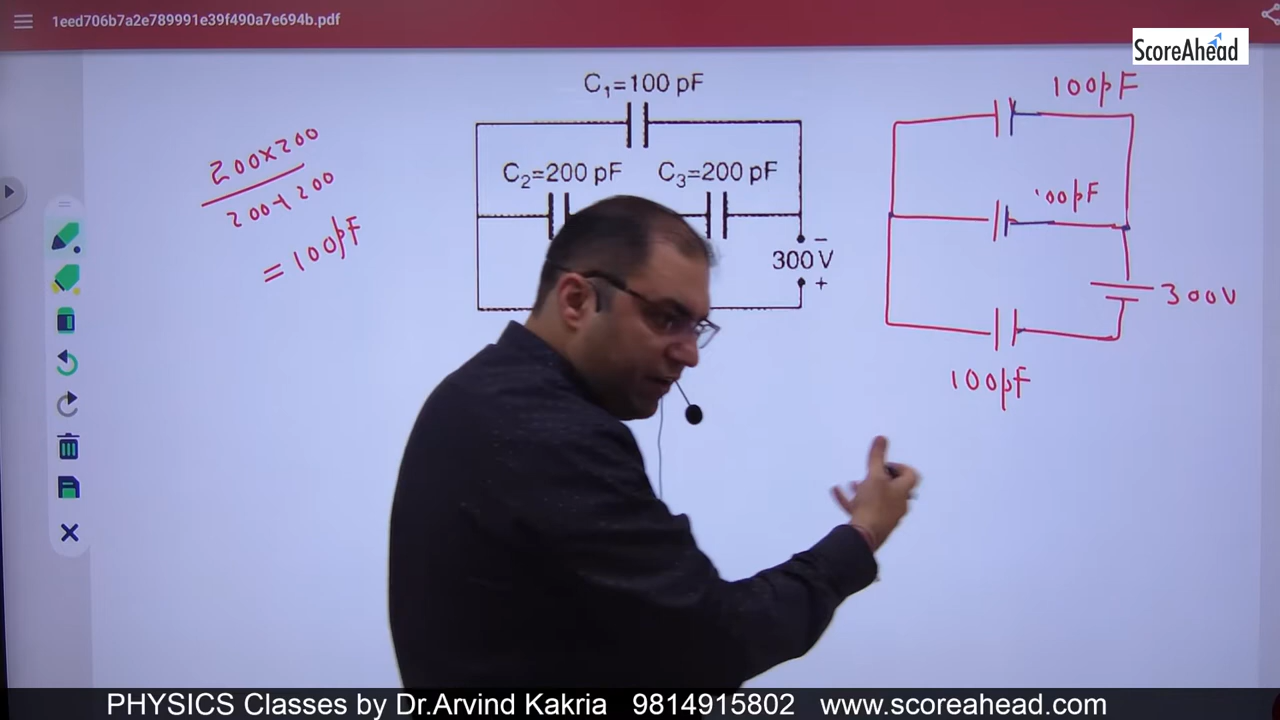 1eed706b7a2e789991e39f490a7e694b.pdf
ScoreAhead
200x200
200+200
=100pF
C₁=100 pF
C₂=200 pF C₃=200 pF
−
300 V
+
100pF
100pF
300V
100pF
PHYSICS Classes by Dr.Arvind Kakria 9814915802 www.scoreahead.com